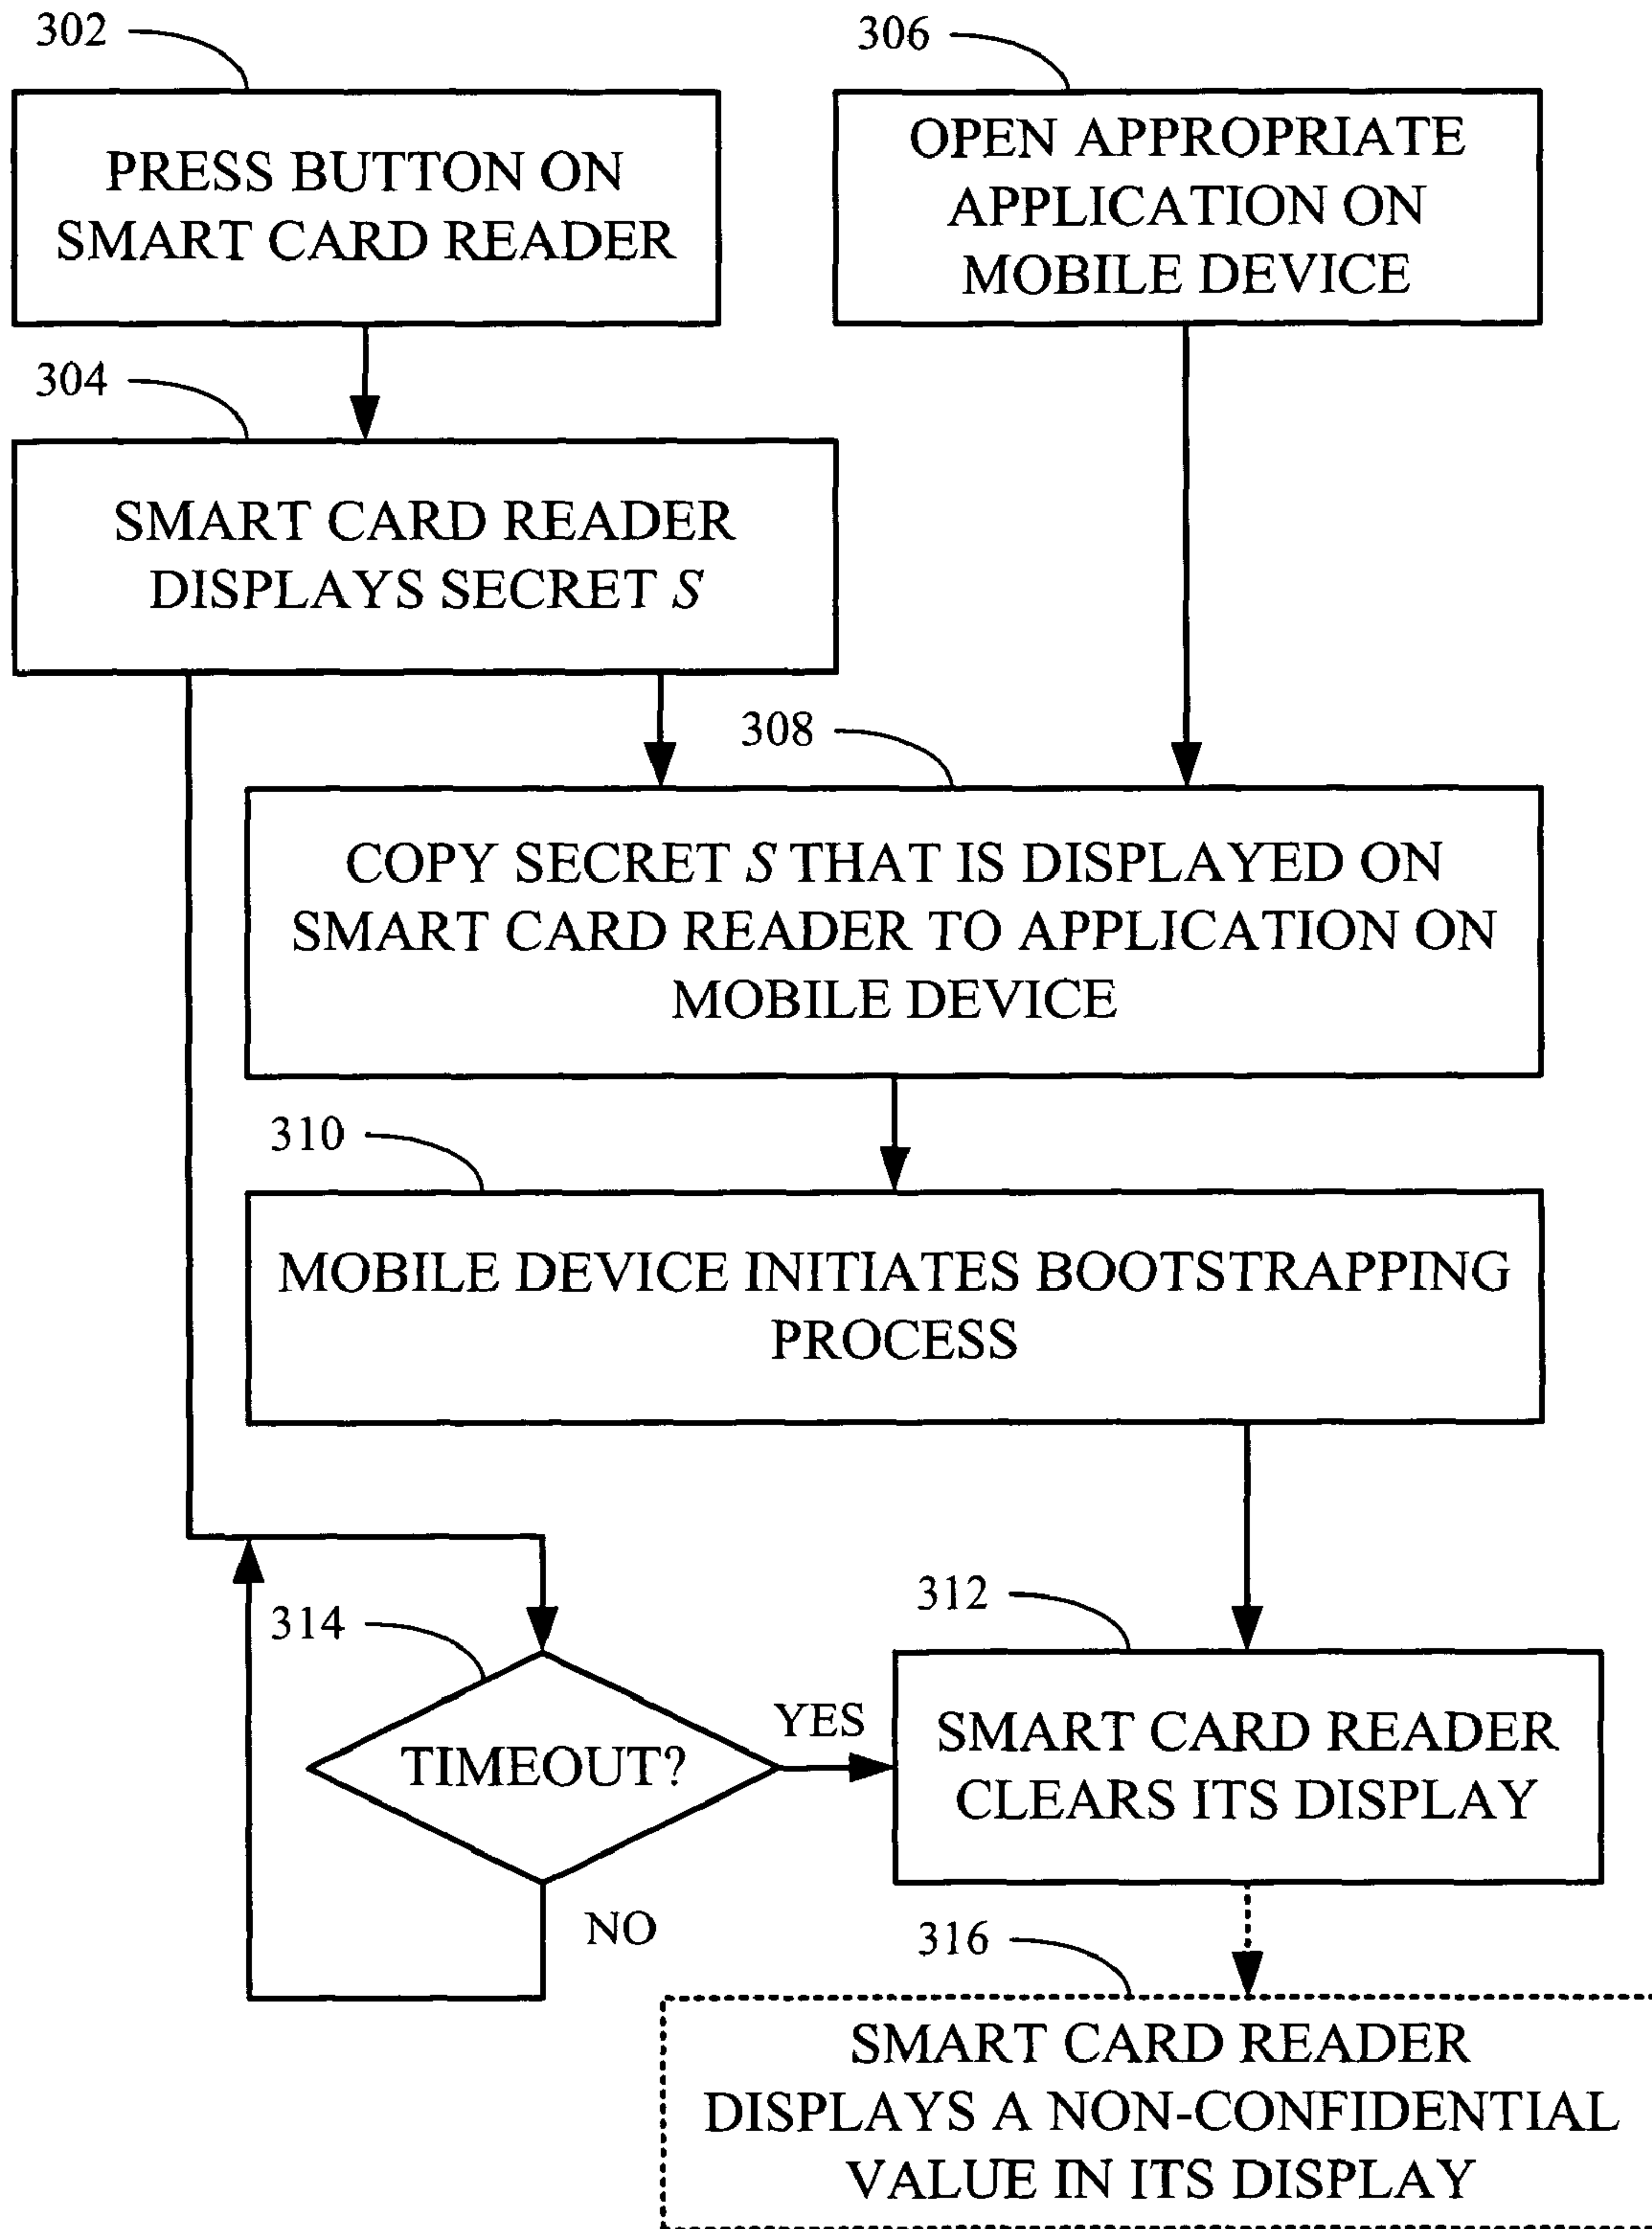 302
306
PRESS BUTTON ON
SMART CARD READER
OPEN APPROPRIATE
APPLICATION ON
MOBILE DEVICE
304
SMART CARD READER
DISPLAYS SECRET S
308
COPY SECRET S THAT IS DISPLAYED ON
SMART CARD READER TO APPLICATION ON
MOBILE DEVICE
310
MOBILE DEVICE INITIATES BOOTSTRAPPING
PROCESS
312
314
TIMEOUT?
YES
SMART CARD READER
CLEARS ITS DISPLAY
NO
316
SMART CARD READER
DISPLAYS A NON-CONFIDENTIAL
VALUE IN ITS DISPLAY